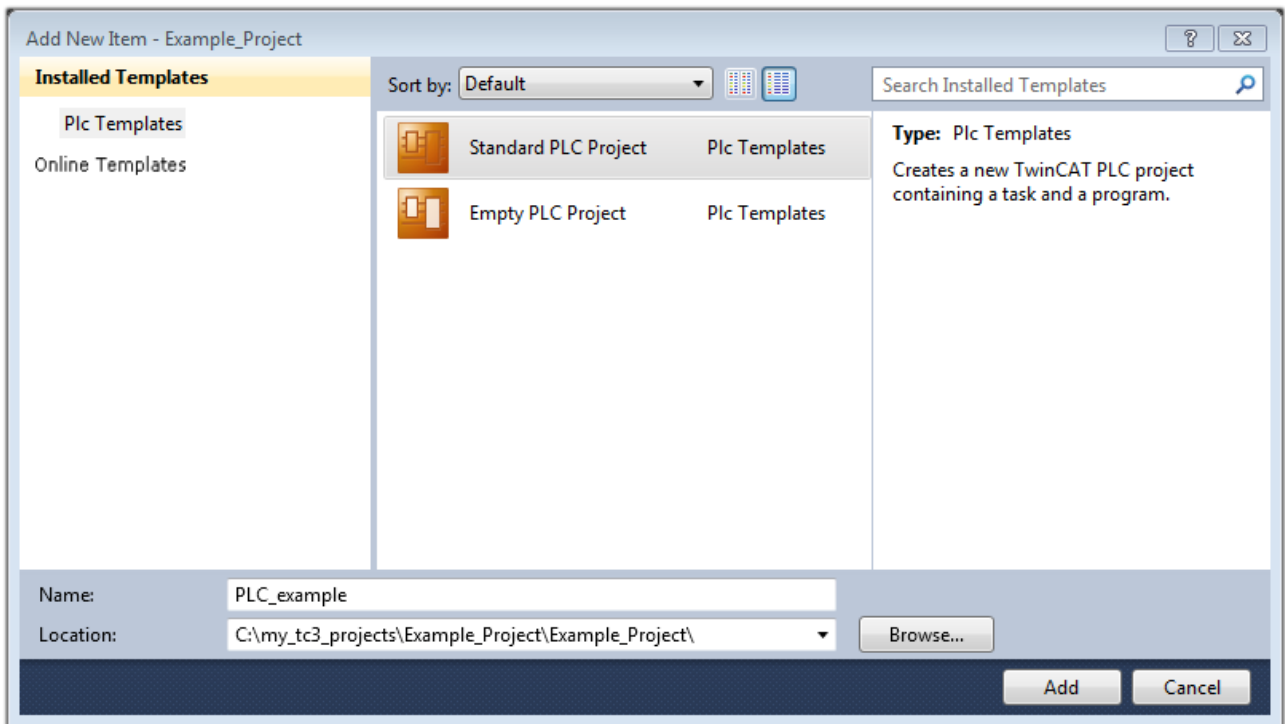 Add New Item - Example_Project
Installed Templates
Plc Templates
Online Templates
Sort by: Default
Search Installed Templates
Standard PLC Project Plc Templates
Empty PLC Project Plc Templates
Type: Plc Templates
Creates a new TwinCAT PLC project
containing a task and a program.
Name: PLC_example
Location: C:\my_tc3_projects\Example_Project\Example_Project\
Browse...
Add Cancel